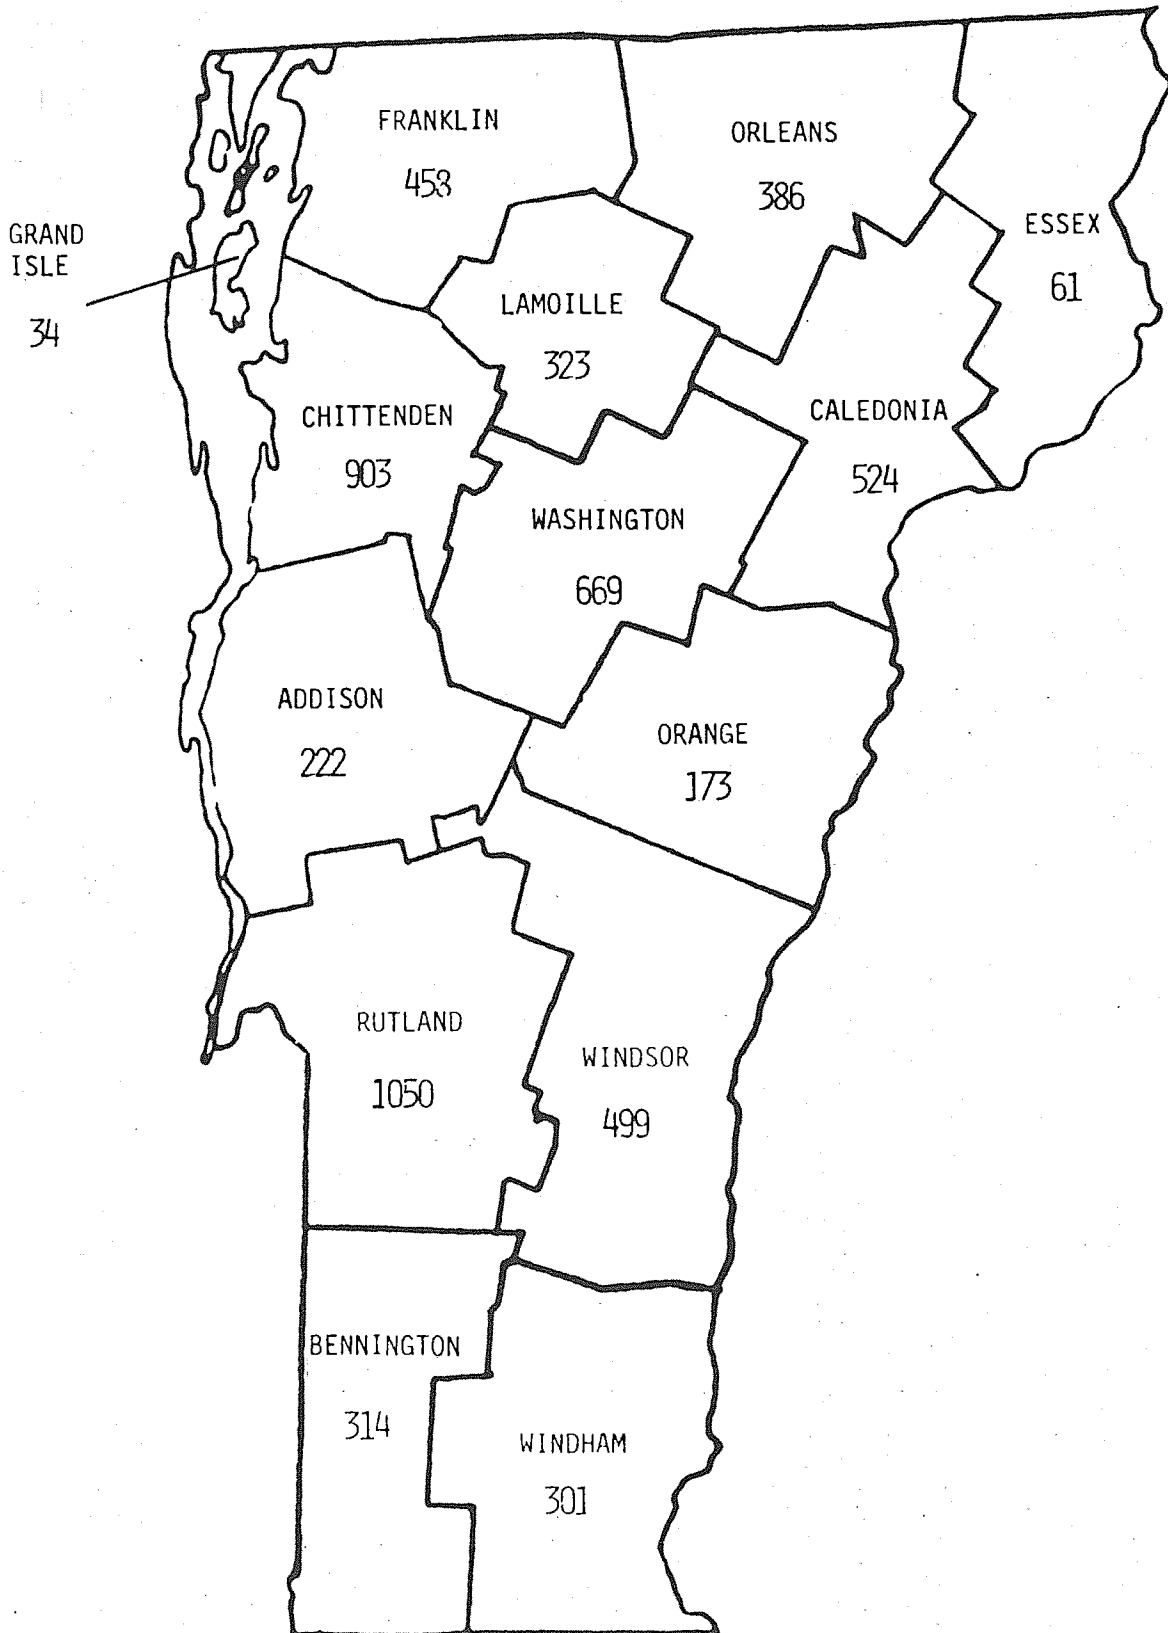 FRANKLIN
458
ORLEANS
386
ESSEX
61
GRAND
ISLE
34
LAMOILLE
323
CHITTENDEN
903
CALEDONIA
524
WASHINGTON
669
ADDISON
222
ORANGE
173
RUTLAND
1050
WINDSOR
499
BENNINGTON
314
WINDHAM
301